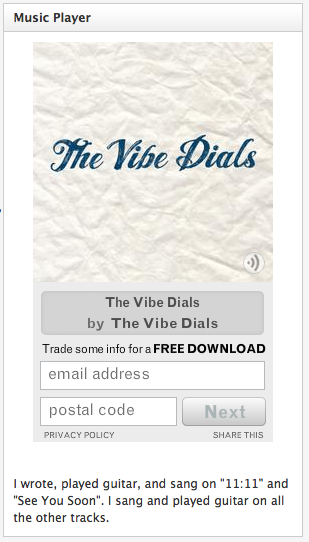 Music Player
The Vibe Dials
The Vibe Dials
by The Vibe Dials
Trade some info for a FREE DOWNLOAD
email address
postal code Next
PRIVACY POLICY SHARE THIS
I wrote, played guitar, and sang on "11:11" and
"See You Soon". I sang and played guitar on all
the other tracks.